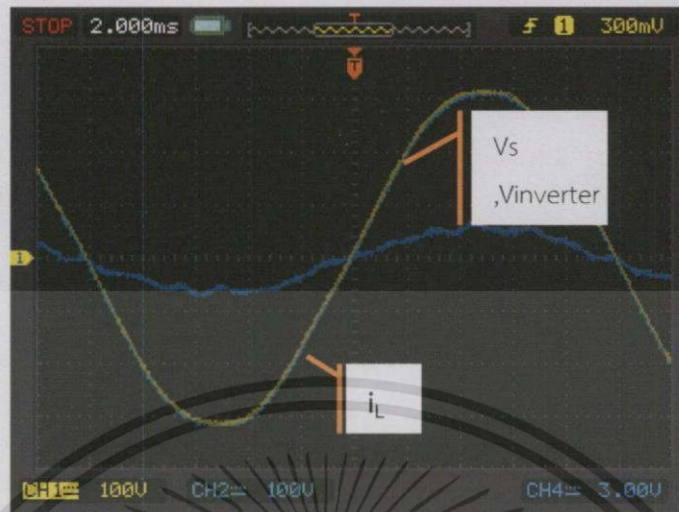 STOP 2.000ms T 1 300mV
T
Vs
,Vinverter
1
iL
CH1 100V CH2 100V CH4 3.00V